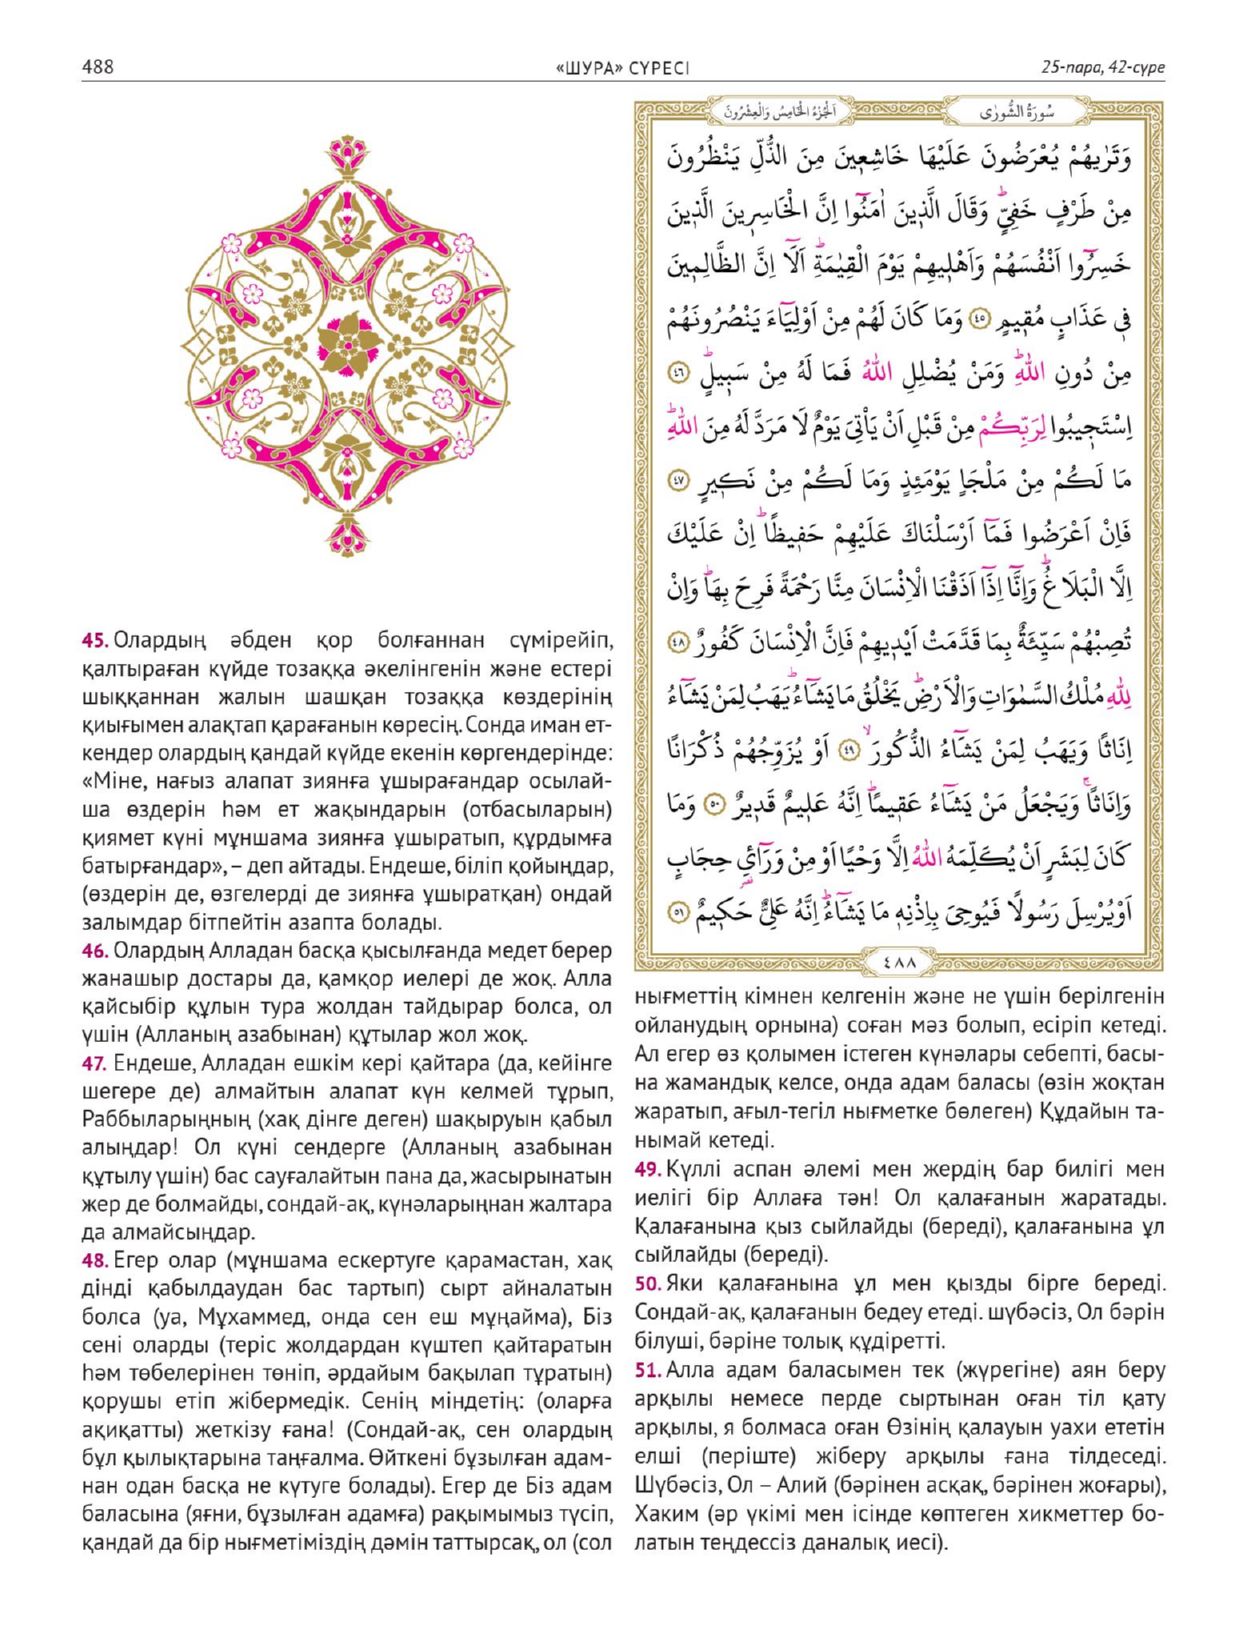 488
«ШУРА» СҮРЕСІ
25-пара, 42-сүре
اَلْجُزْءُ الْخَامِسُ وَالْعِشْرُونَ
سُورَةُ الشُّورٰى
وَتَرٰيهُمْ يُعْرَضُونَ عَلَيْهَا خَاشِع۪ينَ مِنَ الذُّلِّ يَنْظُرُونَ
مِنْ طَرْفٍ خَفِيٍّۜ وَقَالَ الَّذ۪ينَ اٰمَنُٓوا اِنَّ الْخَاسِر۪ينَ الَّذ۪ينَ
خَسِرُٓوا اَنْفُسَهُمْ وَاَهْل۪يهِمْ يَوْمَ الْقِيٰمَةِۜ اَلَٓا اِنَّ الظَّالِم۪ينَ
ف۪ي عَذَابٍ مُق۪يمٍ ﴿٤٥﴾ وَمَا كَانَ لَهُمْ مِنْ اَوْلِيَٓاءَ يَنْصُرُونَهُمْ
مِنْ دُونِ اللّٰهِۜ وَمَنْ يُضْلِلِ اللّٰهُ فَمَا لَهُ مِنْ سَب۪يلٍۜ ﴿٤٦﴾
اِسْتَج۪يبُوا لِرَبِّكُمْ مِنْ قَبْلِ اَنْ يَأْتِيَ يَوْمٌ لَا مَرَدَّ لَهُ مِنَ اللّٰهِۜ
مَا لَكُمْ مِنْ مَلْجَأٍ يَوْمَئِذٍ وَمَا لَكُمْ مِنْ نَك۪يرٍ ﴿٤٧﴾
فَاِنْ اَعْرَضُوا فَمَٓا اَرْسَلْنَاكَ عَلَيْهِمْ حَف۪يظًاۜ اِنْ عَلَيْكَ
اِلَّا الْبَلَاغُۜ وَاِنَّٓا اِذَٓا اَذَقْنَا الْاِنْسَانَ مِنَّا رَحْمَةً فَرِحَ بِهَاۚ وَاِنْ
تُصِبْهُمْ سَيِّئَةٌ بِمَا قَدَّمَتْ اَيْد۪يهِمْ فَاِنَّ الْاِنْسَانَ كَفُورٌ ﴿٤٨﴾
لِلّٰهِ مُلْكُ السَّمٰوَاتِ وَالْاَرْضِۜ يَخْلُقُ مَا يَشَٓاءُۜ يَهَبُ لِمَنْ يَشَٓاءُ
اِنَاثًا وَيَهَبُ لِمَنْ يَشَٓاءُ الذُّكُورَۙ ﴿٤٩﴾ اَوْ يُزَوِّجُهُمْ ذُكْرَانًا
وَاِنَاثًاۚ وَيَجْعَلُ مَنْ يَشَٓاءُ عَق۪يمًاۜ اِنَّهُ عَل۪يمٌ قَد۪يرٌ ﴿٥٠﴾ وَمَا
كَانَ لِبَشَرٍ اَنْ يُكَلِّمَهُ اللّٰهُ اِلَّا وَحْيًا اَوْ مِنْ وَرَٓائِ۬ حِجَابٍ
اَوْ يُرْسِلَ رَسُولًا فَيُوحِيَ بِاِذْنِه۪ مَا يَشَٓاءُۜ اِنَّهُ عَلِيٌّ حَك۪يمٌ ﴿٥١﴾
٤٨٨
45. Олардың әбден қор болғаннан сүмірейіп,
қалтыраған күйде тозаққа әкелінгенін және естері
шыққаннан жалын шашқан тозаққа көздерінің
қиығымен алақтап қарағанын көресің. Сонда иман ет-
кендер олардың қандай күйде екенін көргендерінде:
«Міне, нағыз алапат зиянға ұшырағандар осылай-
ша өздерін һәм ет жақындарын (отбасыларын)
қиямет күні мұншама зиянға ұшыратып, құрдымға
батырғандар», – деп айтады. Ендеше, біліп қойыңдар,
(өздерін де, өзгелерді де зиянға ұшыратқан) ондай
залымдар бітпейтін азапта болады.
46. Олардың Алладан басқа қысылғанда медет берер
жанашыр достары да, қамқор иелері де жоқ. Алла
қайсыбір құлын тура жолдан тайдырар болса, ол
үшін (Алланың азабынан) құтылар жол жоқ.
47. Ендеше, Алладан ешкім кері қайтара (да, кейінге
шегере де) алмайтын алапат күн келмей тұрып,
Раббыларыңның (хақ дінге деген) шақыруын қабыл
алыңдар! Ол күні сендерге (Алланың азабынан
құтылу үшін) бас сауғалайтын пана да, жасырынатын
жер де болмайды, сондай-ақ, күнәларыңнан жалтара
да алмайсыңдар.
48. Егер олар (мұншама ескертуге қарамастан, хақ
дінді қабылдаудан бас тартып) сырт айналатын
болса (уа, Мұхаммед, онда сен еш мұңайма), Біз
сені оларды (теріс жолдардан күштеп қайтаратын
һәм төбелерінен төніп, әрдайым бақылап тұратын)
қорушы етіп жібермедік. Сенің міндетің: (оларға
ақиқатты) жеткізу ғана! (Сондай-ақ, сен олардың
бұл қылықтарына таңғалма. Өйткені бұзылған адам-
нан одан басқа не күтуге болады). Егер де Біз адам
баласына (яғни, бұзылған адамға) рақымымыз түсіп,
қандай да бір нығметіміздің дәмін таттырсақ, ол (сол
нығметтің кімнен келгенін және не үшін берілгенін
ойланудың орнына) соған мәз болып, есіріп кетеді.
Ал егер өз қолымен істеген күнәлары себепті, басы-
на жамандық келсе, онда адам баласы (өзін жоқтан
жаратып, ағыл-тегіл нығметке бөлеген) Құдайын та-
нымай кетеді.
49. Күллі аспан әлемі мен жердің бар билігі мен
иелігі бір Аллаға тән! Ол қалағанын жаратады.
Қалағанына қыз сыйлайды (береді), қалағанына ұл
сыйлайды (береді).
50. Яки қалағанына ұл мен қызды бірге береді.
Сондай-ақ, қалағанын бедеу етеді. шүбәсіз, Ол бәрін
білуші, бәріне толық құдіретті.
51. Алла адам баласымен тек (жүрегіне) аян беру
арқылы немесе перде сыртынан оған тіл қату
арқылы, я болмаса оған Өзінің қалауын уахи ететін
елші (періште) жіберу арқылы ғана тілдеседі.
Шүбәсіз, Ол – Алий (бәрінен асқақ, бәрінен жоғары),
Хаким (әр үкімі мен ісінде көптеген хикметтер бо-
латын теңдессіз даналық иесі).